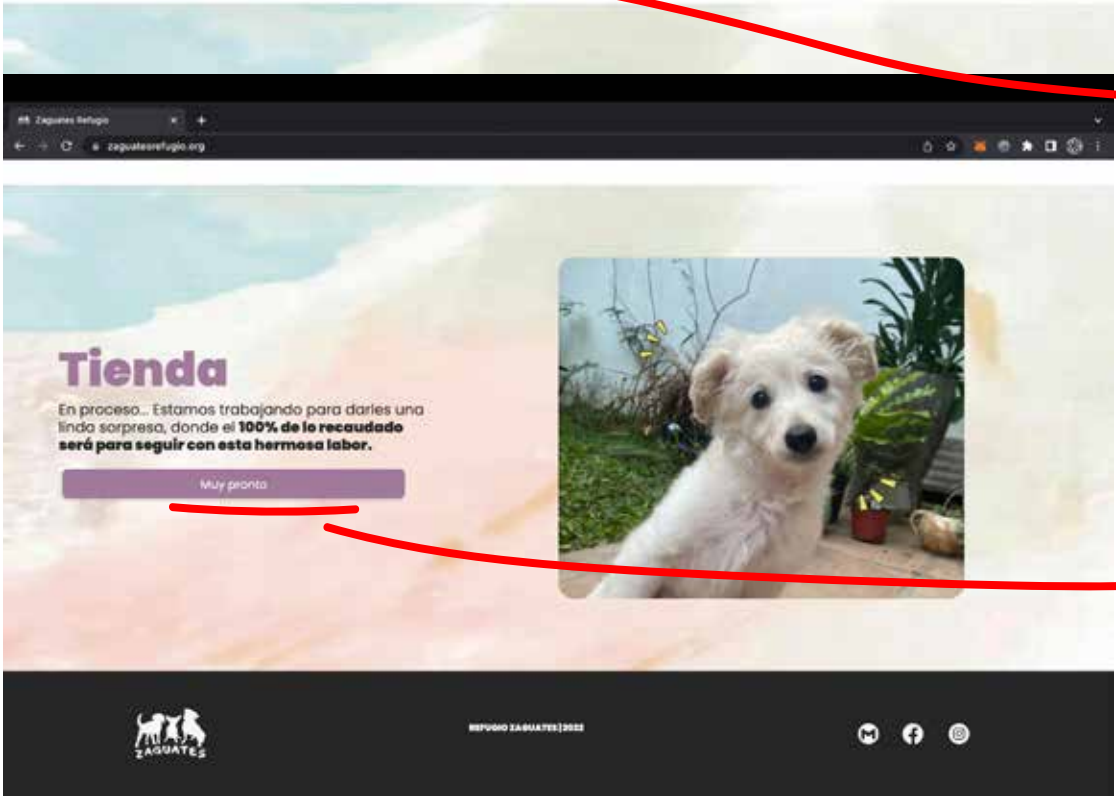 Zaguates Refugio
zaguatesrefugio.org
Tienda
En proceso... Estamos trabajando para darles una
linda sorpresa, donde el 100% de lo recaudado
será para seguir con esta hermosa labor.
Muy pronto
ZAGUATES
REFUGIO ZAGUATES|2022